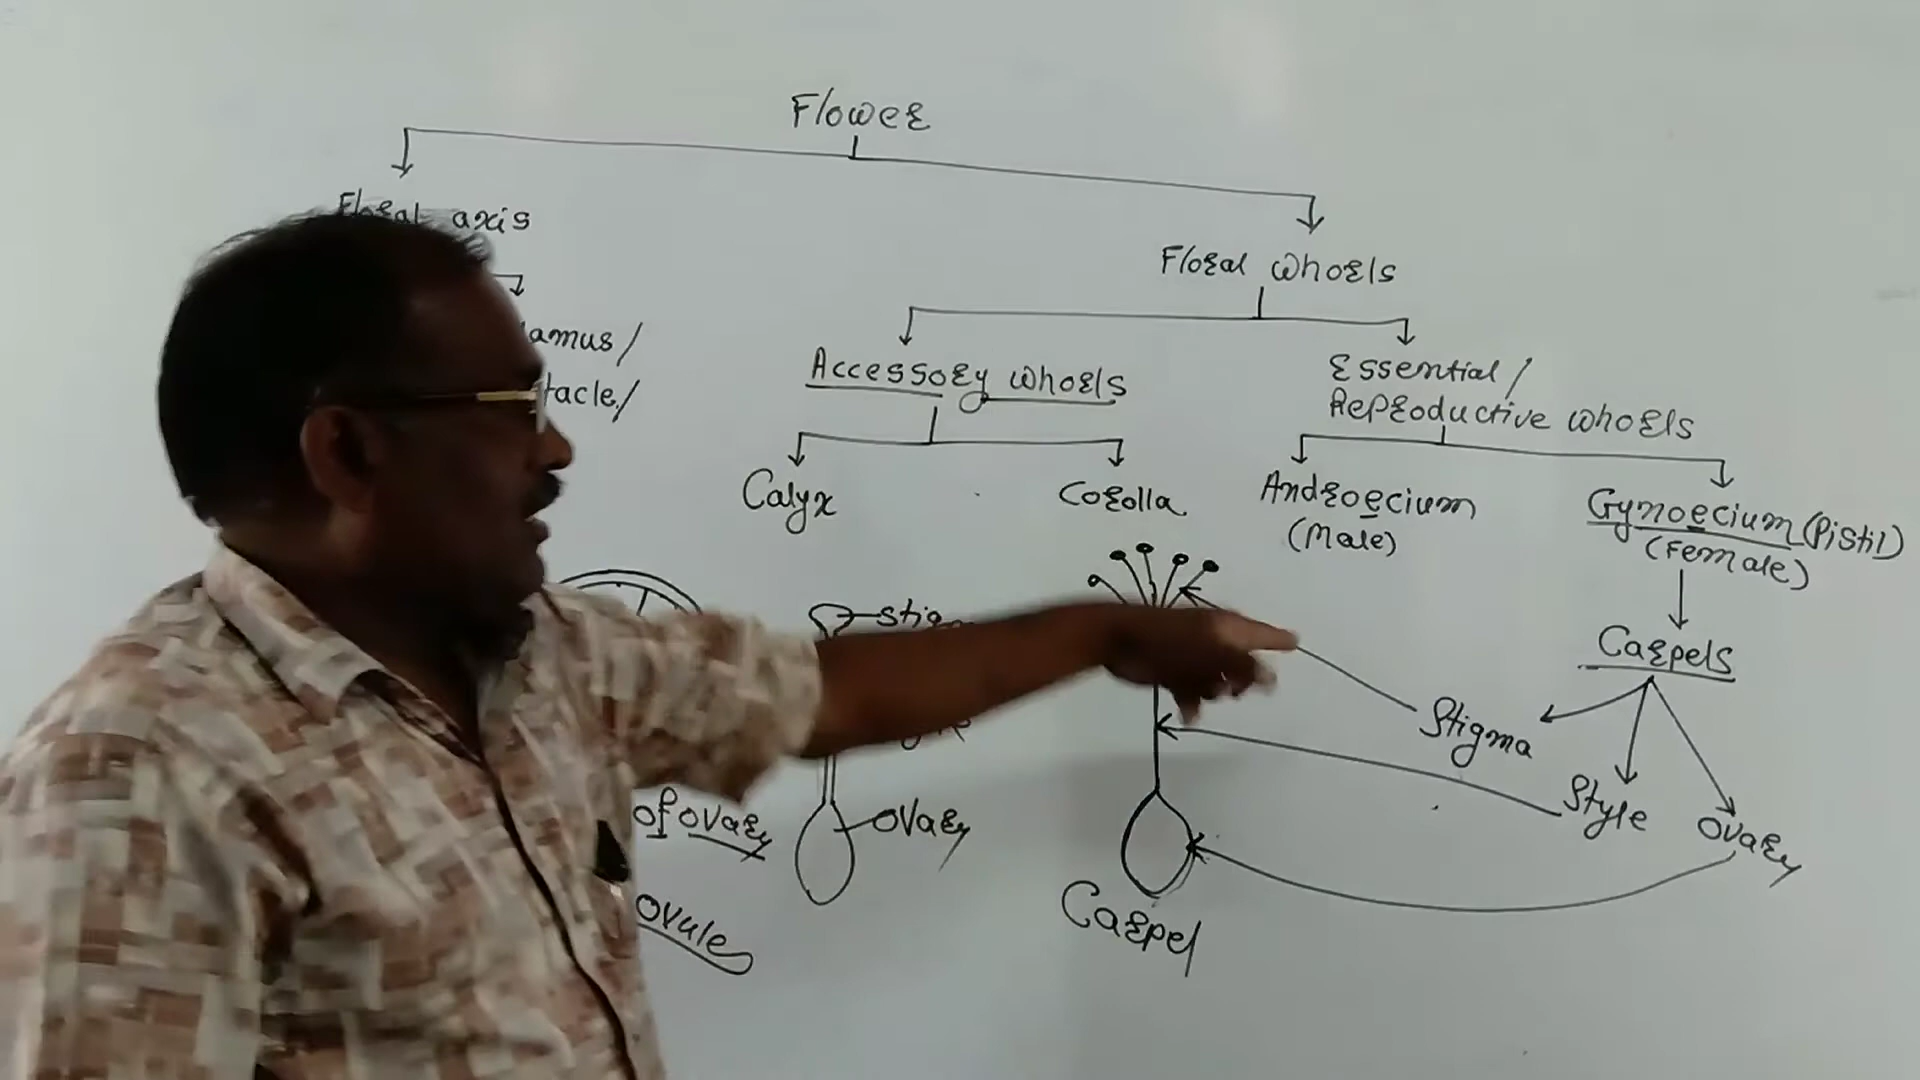 Flower
Floral axis
Floral whorls
amus/
tacle/
Accessory whorls
Essential/
Reproductive whorls
Calyx
Corolla
Androecium
(Male)
Gynoecium (Pistil)
(Female)
Carpels
Stigma
Style
Ovary
stig
of ovary
ovary
ovule
Carpel